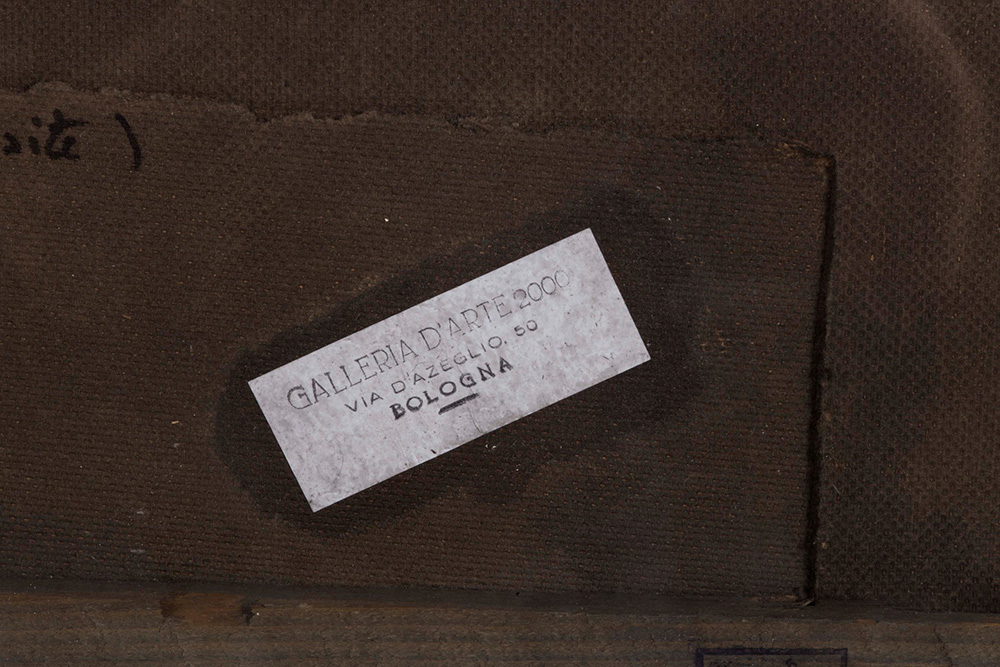 GALLERIA D'ARTE 2000
VIA D'AZEGLIO, 50
BOLOGNA